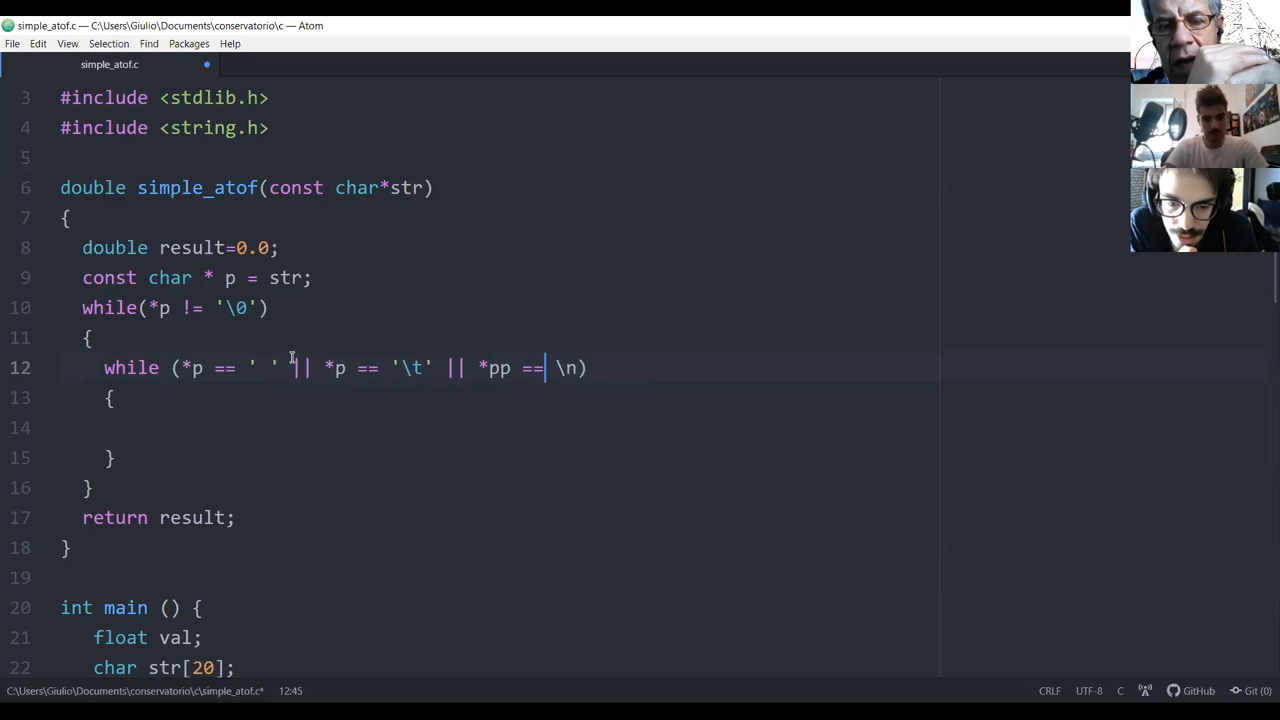 simple_atof.c — C:\Users\Giulio\Documents\conservatorio\c — Atom
File Edit View Selection Find Packages Help
simple_atof.c
3 #include <stdlib.h>
4 #include <string.h>
5
6 double simple_atof(const char*str)
7 {
8 double result=0.0;
9 const char * p = str;
10 while(*p != '\0')
11 {
12 while (*p == ' ' || *p == '\t' || *pp == \n)
13 {
14
15 }
16 }
17 return result;
18 }
19
20 int main () {
21 float val;
22 char str[20];
C:\Users\Giulio\Documents\conservatorio\c\simple_atof.c* 12:45 CRLF UTF-8 C GitHub Git (0)